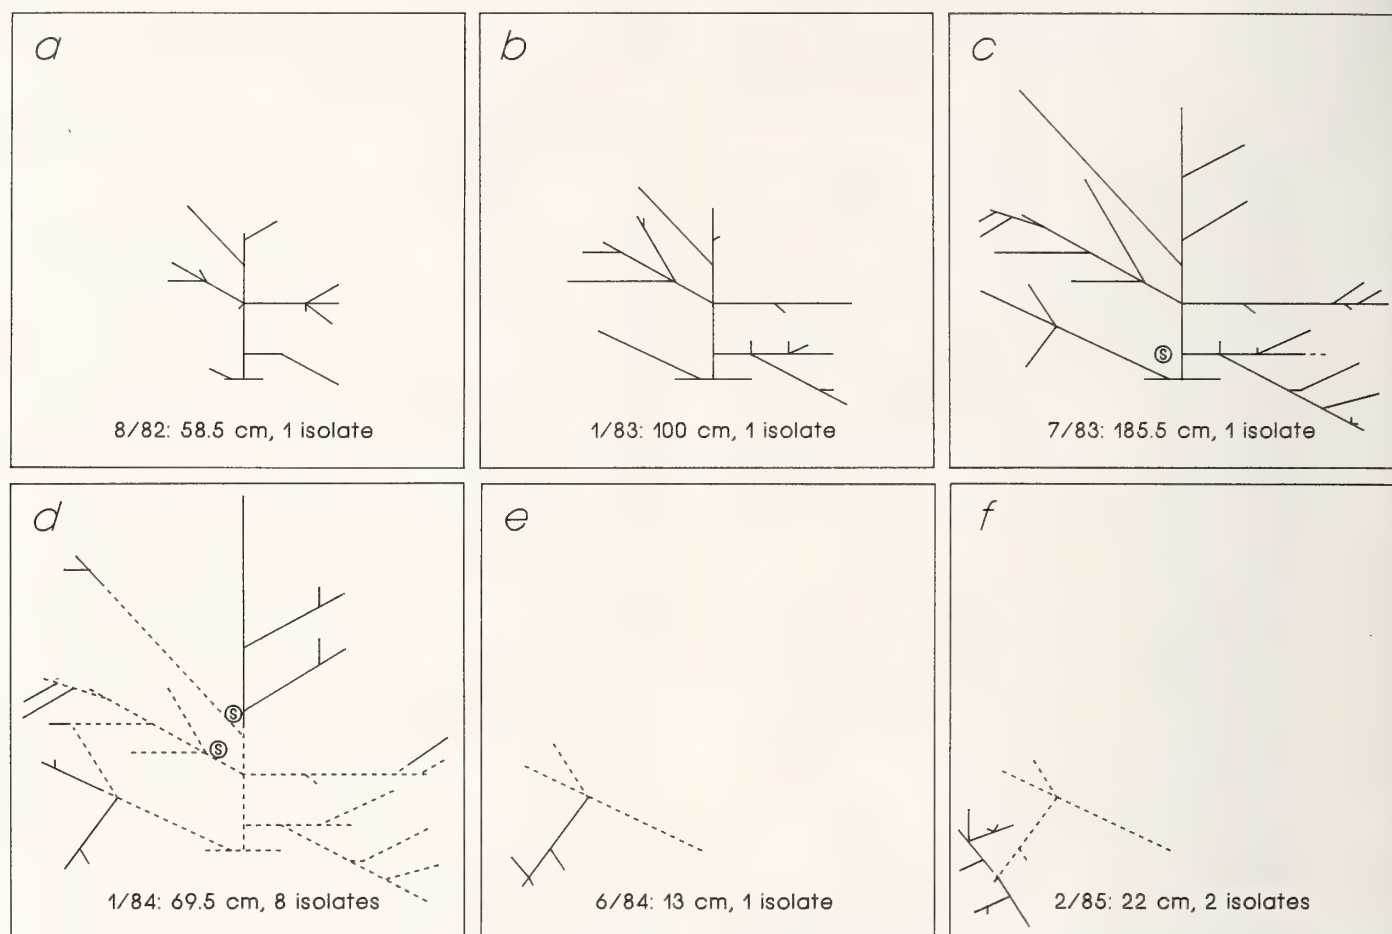 a
b
c
8/82: 58.5 cm, 1 isolate
1/83: 100 cm, 1 isolate
S
7/83: 185.5 cm, 1 isolate
d
e
f
S
S
1/84: 69.5 cm, 8 isolates
6/84: 13 cm, 1 isolate
2/85: 22 cm, 2 isolates